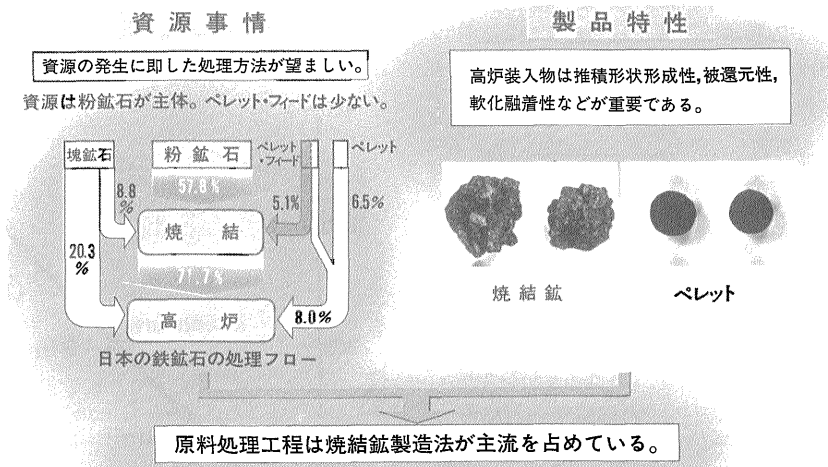 資源事情
資源の発生に即した処理方法が望ましい。
資源は粉鉱石が主体。ペレット・フィードは少ない。
塊鉱石
粉鉱石
ペレット
・フィード
ペレット
57.8%
8.8
%
5.1%
6.5%
焼結
20.3
%
71.7%
高炉
8.0%
日本の鉄鉱石の処理フロー
製品特性
高炉装入物は推積形状形成性,被還元性,
軟化融着性などが重要である。
焼結鉱
ペレット
原料処理工程は焼結鉱製造法が主流を占めている。